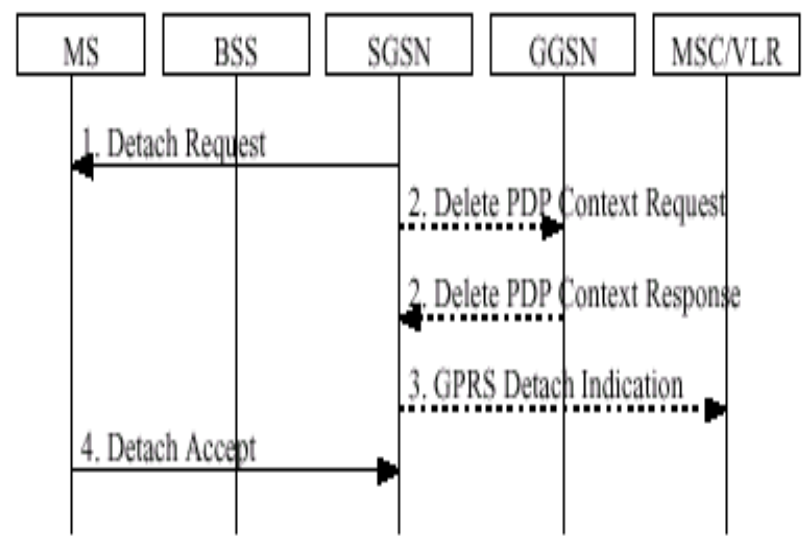 MS BSS SGSN GGSN MSC/VLR
1. Detach Request
2. Delete PDP Context Request
2. Delete PDP Context Response
3. GPRS Detach Indication
4. Detach Accept